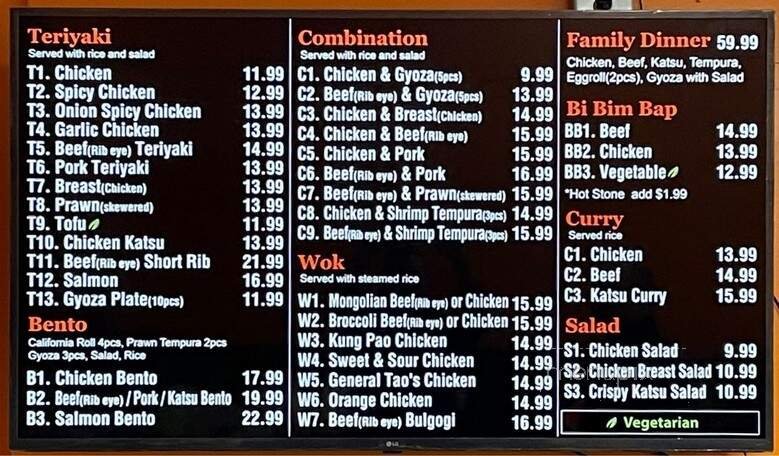 Teriyaki
Served with rice and salad
T1. Chicken 11.99
T2. Spicy Chicken 12.99
T3. Onion Spicy Chicken 13.99
T4. Garlic Chicken 13.99
T5. Beef(Rib eye) Teriyaki 14.99
T6. Pork Teriyaki 13.99
T7. Breast(Chicken) 13.99
T8. Prawn(skewered) 13.99
T9. Tofu 11.99
T10. Chicken Katsu 13.99
T11. Beef(Rib eye) Short Rib 21.99
T12. Salmon 16.99
T13. Gyoza Plate(10pcs) 11.99
Bento
California Roll 4pcs, Prawn Tempura 2pcs
Gyoza 3pcs, Salad, Rice
B1. Chicken Bento 17.99
B2. Beef(Rib eye) / Pork / Katsu Bento 19.99
B3. Salmon Bento 22.99
Combination
Served with rice and salad
C1. Chicken & Gyoza(5pcs) 9.99
C2. Beef(Rib eye) & Gyoza(5pcs) 13.99
C3. Chicken & Breast(Chicken) 14.99
C4. Chicken & Beef(Rib eye) 15.99
C5. Chicken & Pork 15.99
C6. Beef(Rib eye) & Pork 16.99
C7. Beef(Rib eye) & Prawn(skewered) 15.99
C8. Chicken & Shrimp Tempura(3pcs) 14.99
C9. Beef(Rib eye) & Shrimp Tempura(3pcs) 15.99
Wok
Served with steamed rice
W1. Mongolian Beef(Rib eye) or Chicken 15.99
W2. Broccoli Beef(Rib eye) or Chicken 15.99
W3. Kung Pao Chicken 14.99
W4. Sweet & Sour Chicken 14.99
W5. General Tao's Chicken 14.99
W6. Orange Chicken 14.99
W7. Beef(Rib eye) Bulgogi 16.99
Family Dinner 59.99
Chicken, Beef, Katsu, Tempura,
Eggroll(2pcs), Gyoza with Salad
Bi Bim Bap
BB1. Beef 14.99
BB2. Chicken 13.99
BB3. Vegetable 12.99
*Hot Stone add $1.99
Curry
Served rice
C1. Chicken 13.99
C2. Beef 14.99
C3. Katsu Curry 15.99
Salad
S1. Chicken Salad 9.99
S2. Chicken Breast Salad 10.99
S3. Crispy Katsu Salad 10.99
Vegetarian
LG